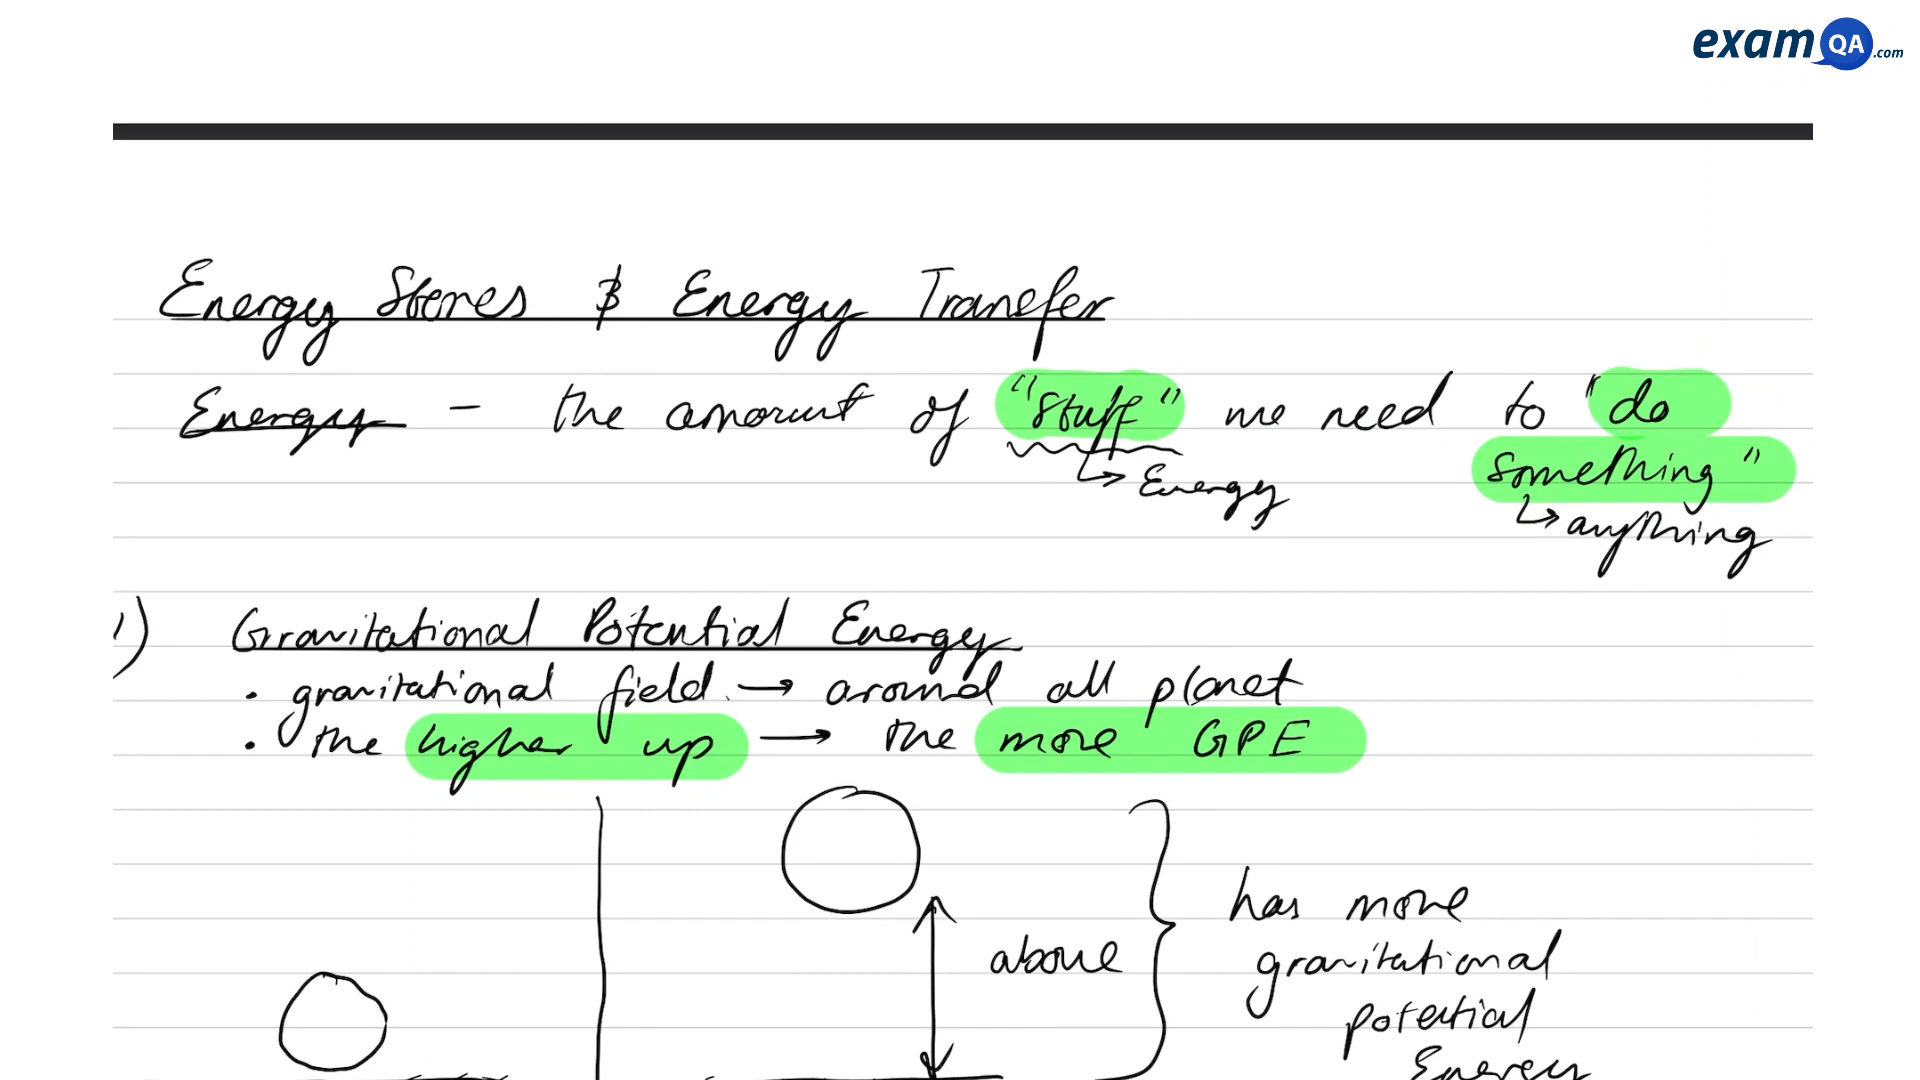 examQA.com
Energy Stores & Energy Transfer
Energy - the amount of "stuff" we need to "do
something"
↳ Energy
↳ anything
1) Gravitational Potential Energy
• gravitational field → around all planet
• the higher up → the more GPE
above
has more
gravitational
potential
Energy